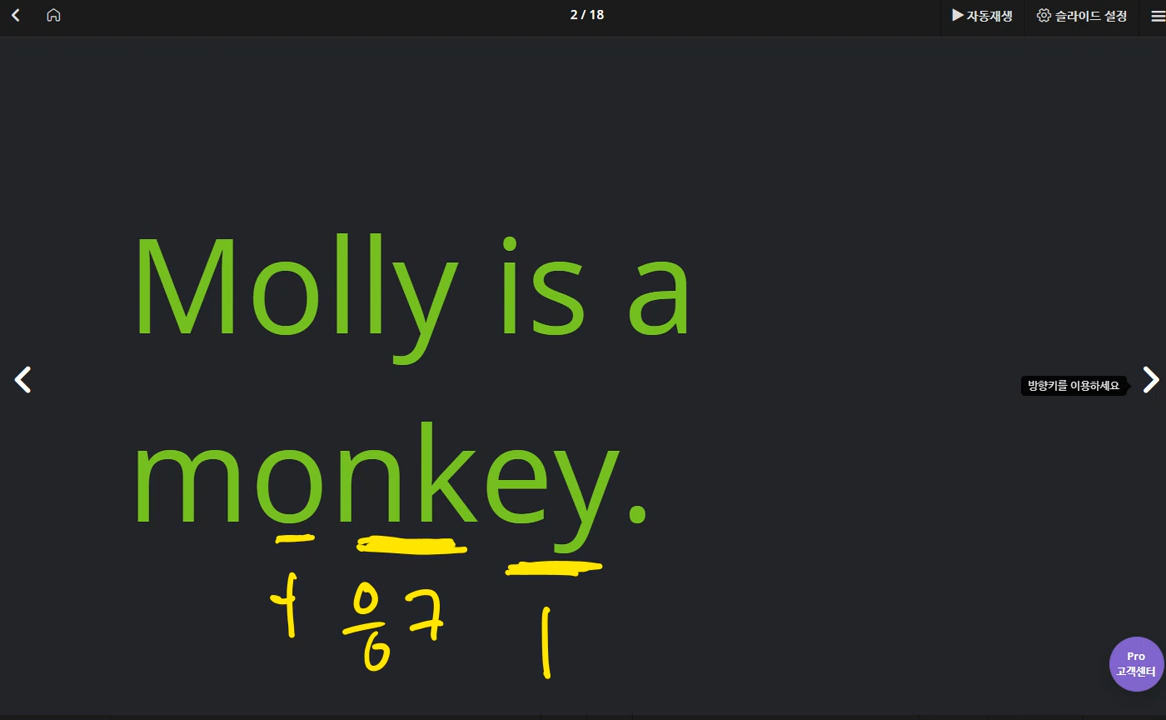 2 / 18
자동재생
슬라이드 설정
Molly is a
방향키를 이용하세요
monkey.
ㅓ 응 ㅋ ㅣ
Pro
고객센터